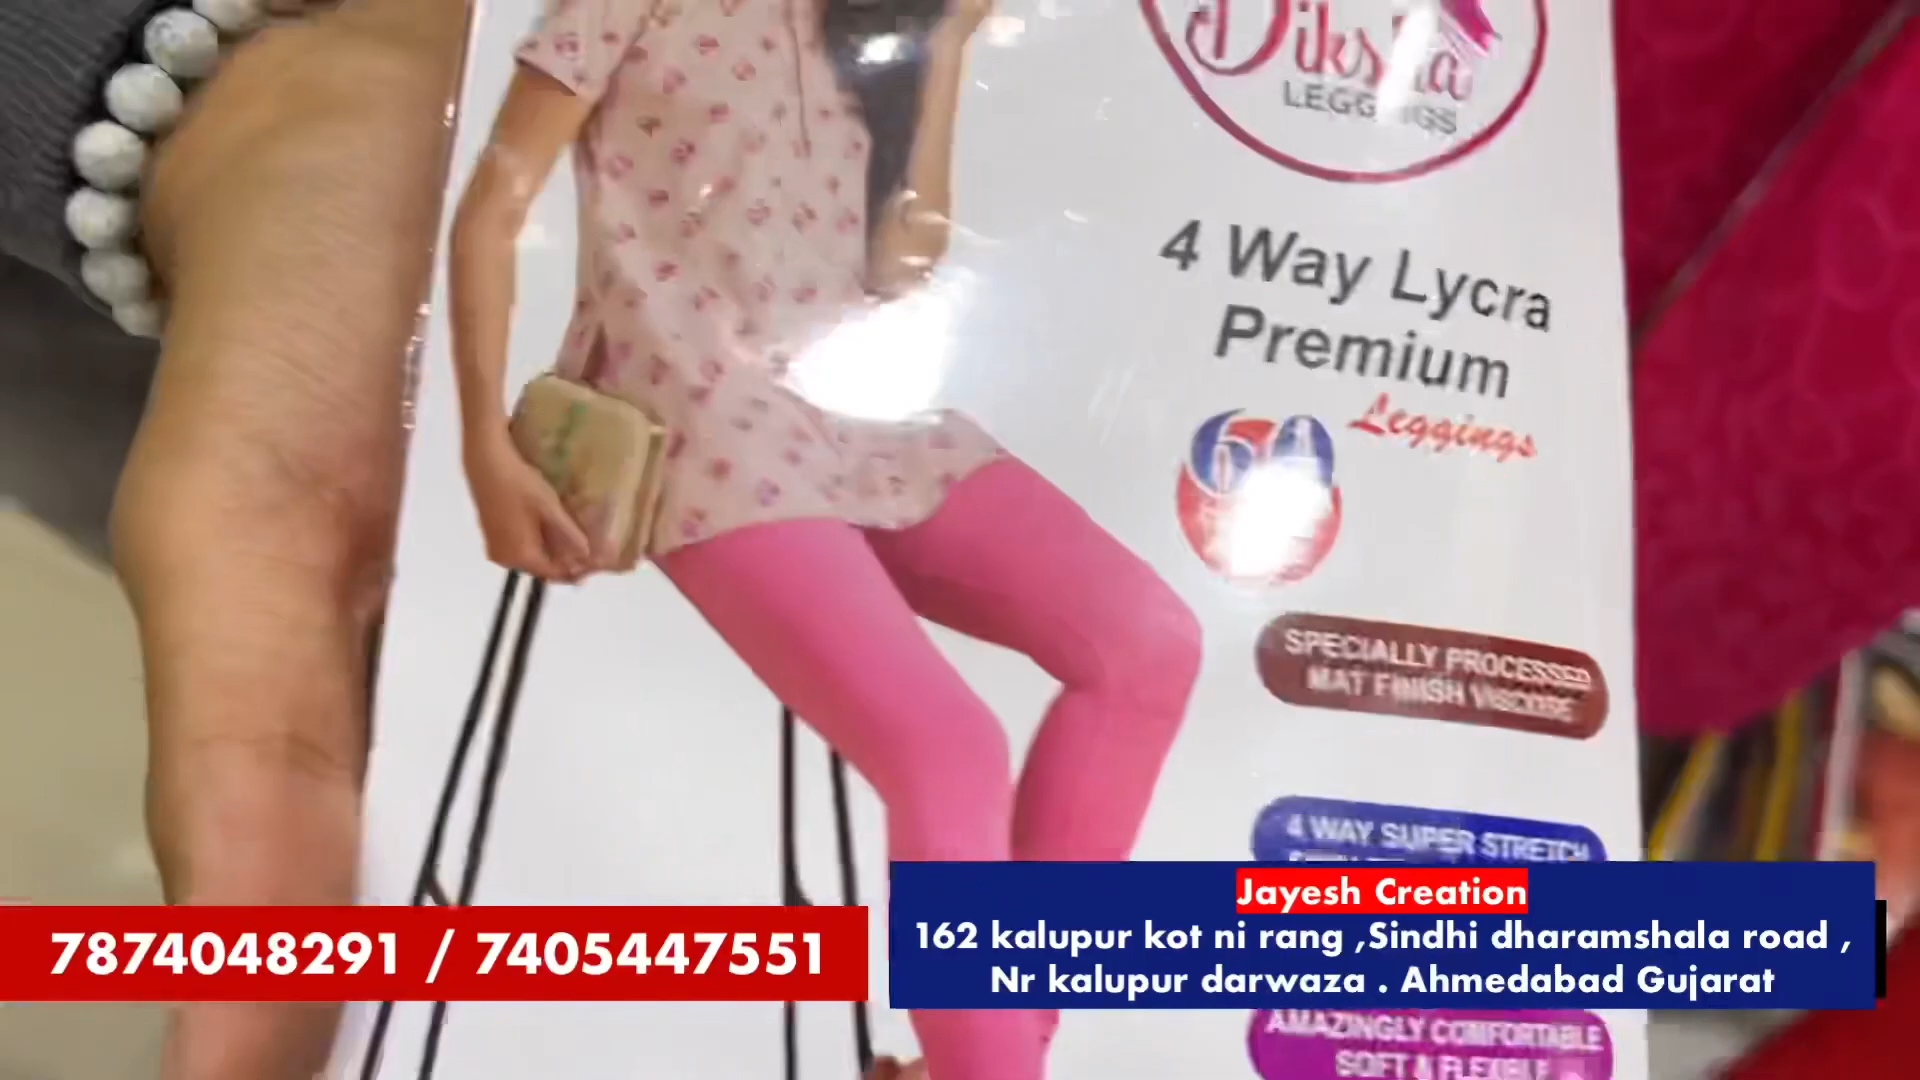 Diksha
LEGGINGS
4 Way Lycra
Premium
Leggings
6A
SPECIALLY PROCESSED
MAT FINISH VISCOSE
4 WAY SUPER STRETCH
Jayesh Creation
7874048291 / 7405447551
162 kalupur kot ni rang ,Sindhi dharamshala road ,
Nr kalupur darwaza . Ahmedabad Gujarat
AMAZINGLY COMFORTABLE
SOFT & FLEXIBLE